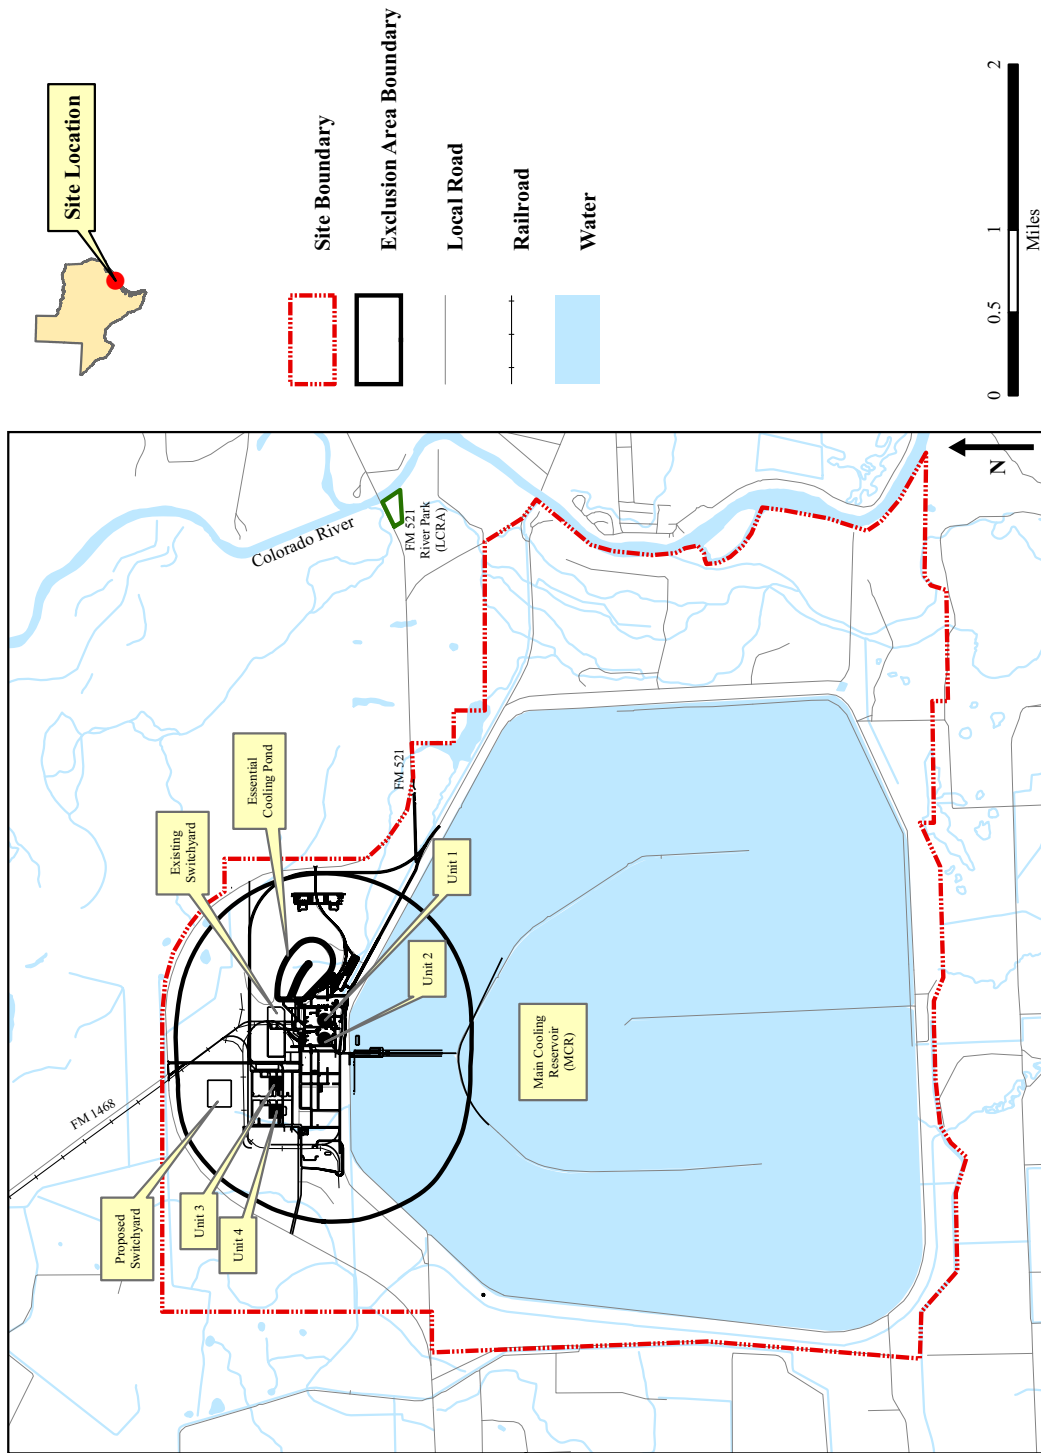 Site Location
Site Boundary
Exclusion Area Boundary
Local Road
Railroad
Water
0
0.5
1
2
Miles
N
Colorado River
FM 521
River Park
(LCRA)
FM 521
Essential
Cooling Pond
Existing
Switchyard
Unit 1
Unit 2
FM 1468
Proposed
Switchyard
Unit 3
Unit 4
Main Cooling
Reservoir
(MCR)